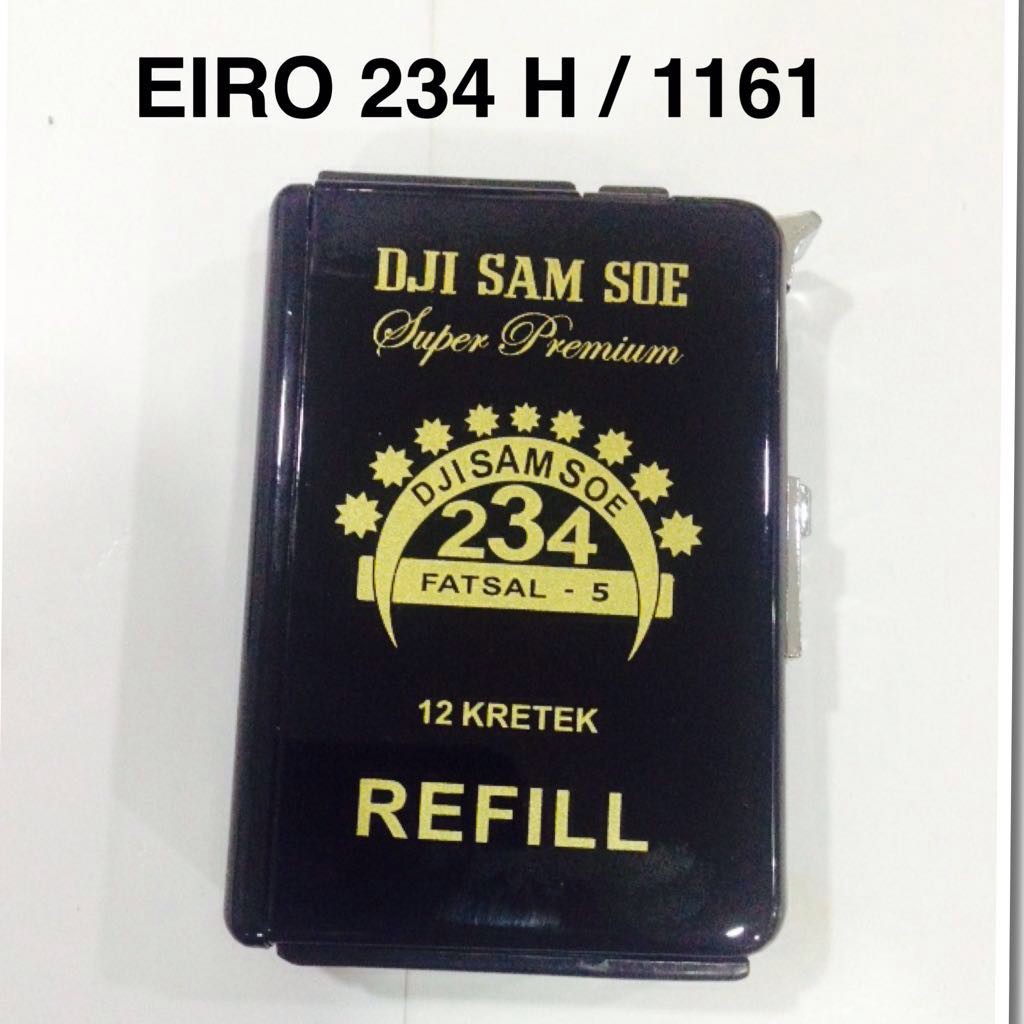 EIRO 234 H / 1161
DJI SAM SOE
Super Premium
DJI SAM SOE
234
FATSAL - 5
12 KRETEK
REFILL